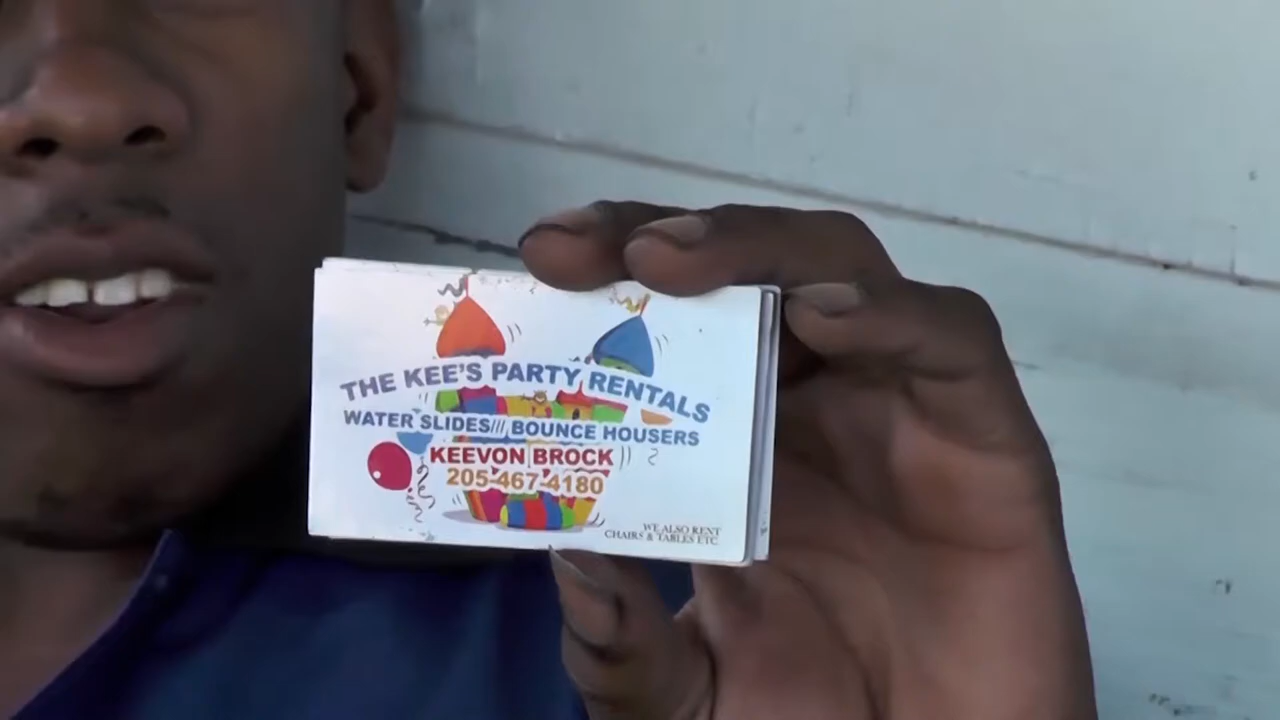 THE KEE'S PARTY RENTALS
WATER SLIDES/// BOUNCE HOUSERS
KEEVON BROCK
205-467-4180
WE ALSO RENT
CHAIRS & TABLES ETC